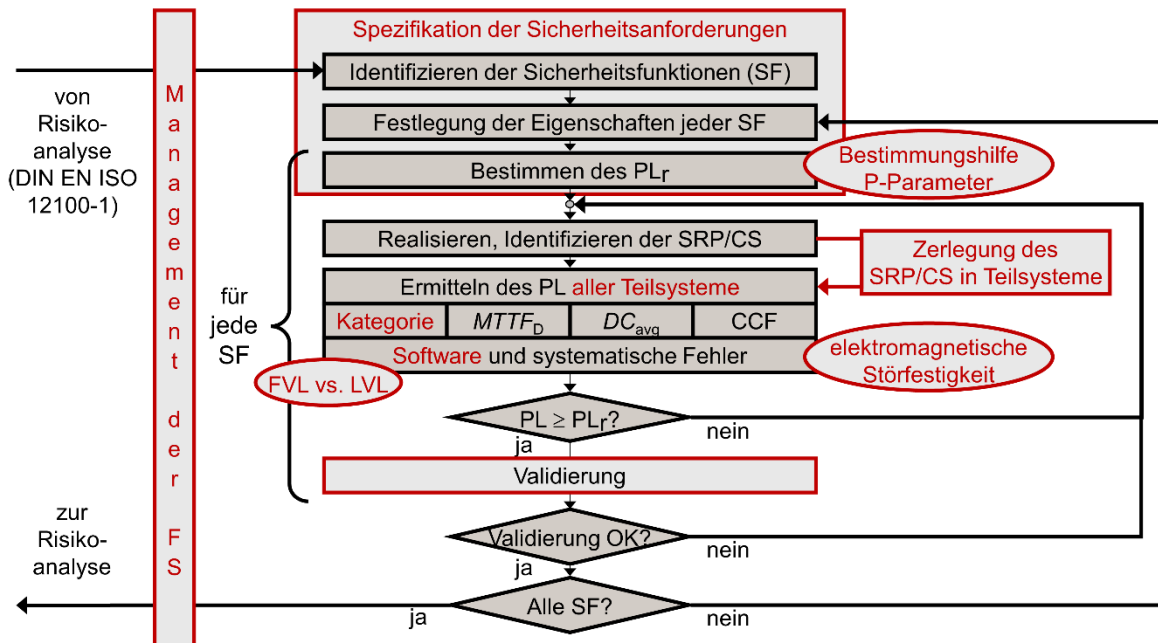 Spezifikation der Sicherheitsanforderungen
Identifizieren der Sicherheitsfunktionen (SF)
von
Risiko-
analyse
(DIN EN ISO
12100-1)
Management der FS
Festlegung der Eigenschaften jeder SF
Bestimmen des PLr
Bestimmungshilfe
P-Parameter
Realisieren, Identifizieren der SRP/CS
Zerlegung des
SRP/CS in Teilsysteme
Ermitteln des PL aller Teilsysteme
für
jede
SF
Kategorie MTTFD DCavg CCF
Software und systematische Fehler
elektromagnetische
Störfestigkeit
FVL vs. LVL
PL ≥ PLr?
ja nein
Validierung
Validierung OK?
ja nein
zur
Risiko-
analyse
Alle SF?
ja nein